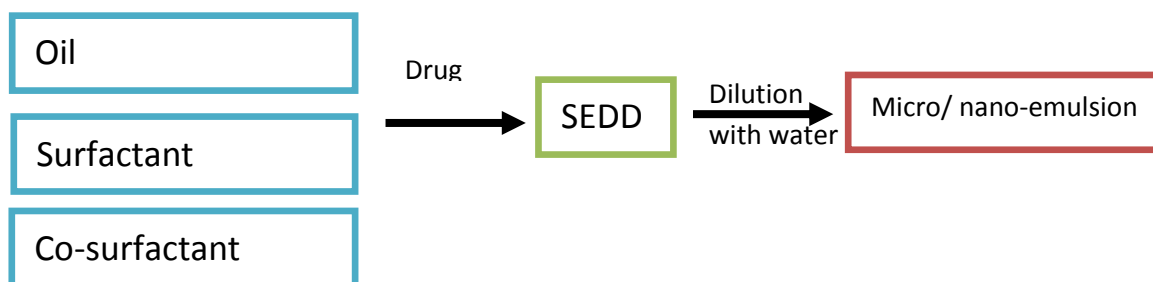 Oil
Surfactant
Co-surfactant
Drug
SEDD
Dilution
with water
Micro/ nano-emulsion